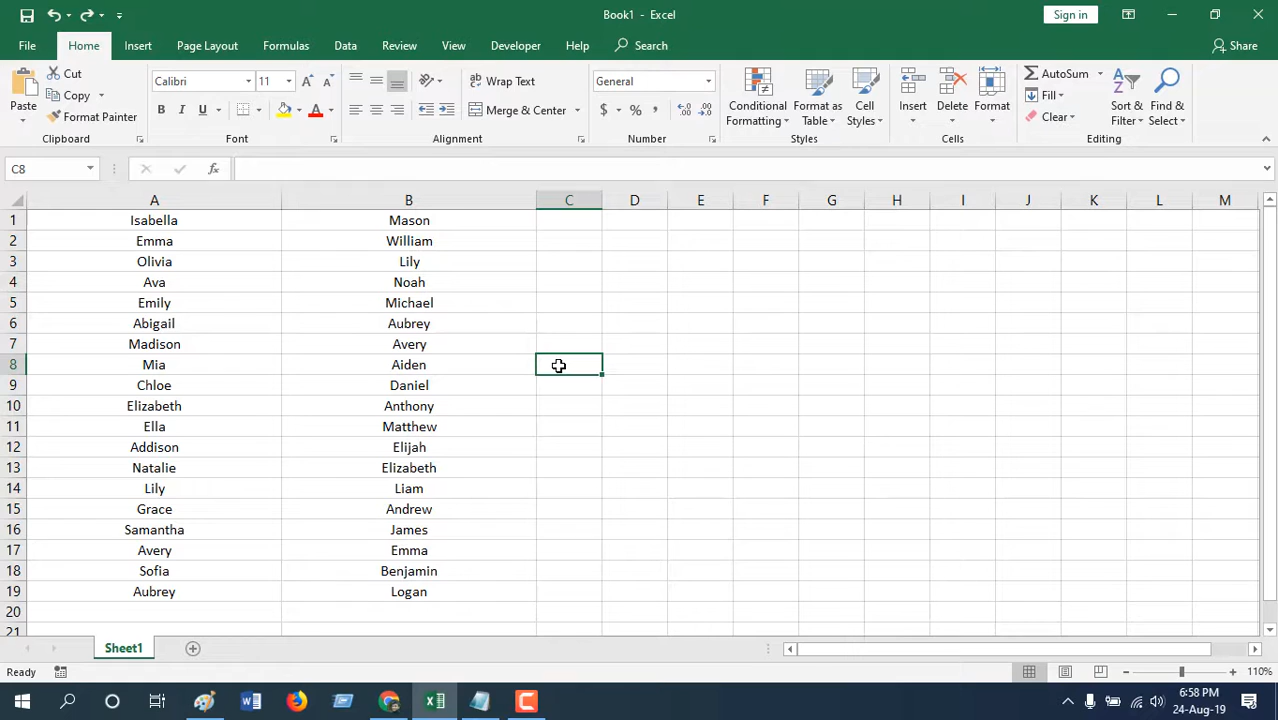 Book1 - Excel
Sign in
File Home Insert Page Layout Formulas Data Review View Developer Help Search Share
Cut
Copy
Format Painter
Paste
Clipboard
Calibri 11
B I U
Font
Wrap Text
Merge & Center
Alignment
General
$ % ,
Number
Conditional Formatting
Format as Table
Cell Styles
Styles
Insert
Delete
Format
Cells
AutoSum
Fill
Clear
Sort & Filter
Find & Select
Editing
C8
fx
A B C D E F G H I J K L M
1 Isabella Mason
2 Emma William
3 Olivia Lily
4 Ava Noah
5 Emily Michael
6 Abigail Aubrey
7 Madison Avery
8 Mia Aiden
9 Chloe Daniel
10 Elizabeth Anthony
11 Ella Matthew
12 Addison Elijah
13 Natalie Elizabeth
14 Lily Liam
15 Grace Andrew
16 Samantha James
17 Avery Emma
18 Sofia Benjamin
19 Aubrey Logan
20
21
Sheet1
Ready
110%
6:58 PM
24-Aug-19